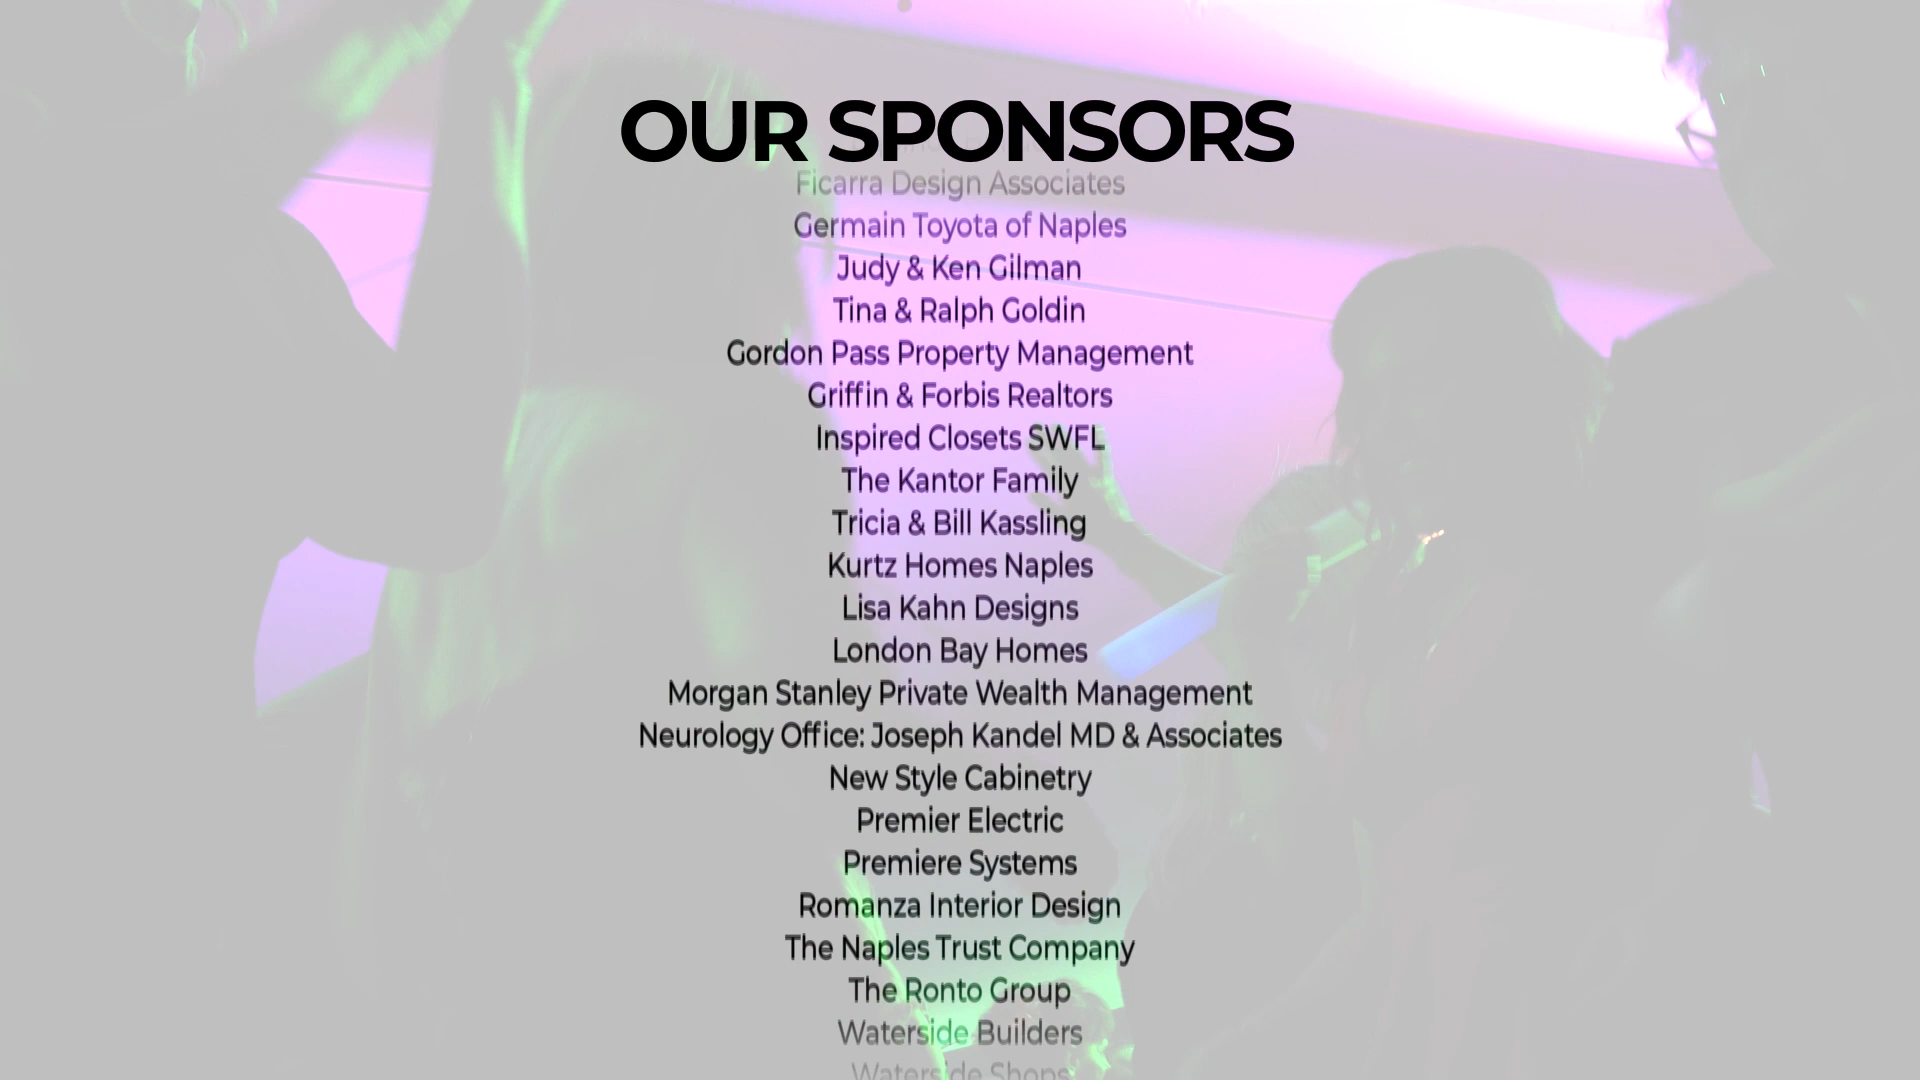 OUR SPONSORS
Ficarra Design Associates
Germain Toyota of Naples
Judy & Ken Gilman
Tina & Ralph Goldin
Gordon Pass Property Management
Griffin & Forbis Realtors
Inspired Closets SWFL
The Kantor Family
Tricia & Bill Kassling
Kurtz Homes Naples
Lisa Kahn Designs
London Bay Homes
Morgan Stanley Private Wealth Management
Neurology Office: Joseph Kandel MD & Associates
New Style Cabinetry
Premier Electric
Premiere Systems
Romanza Interior Design
The Naples Trust Company
The Ronto Group
Waterside Builders
Waterside Shops